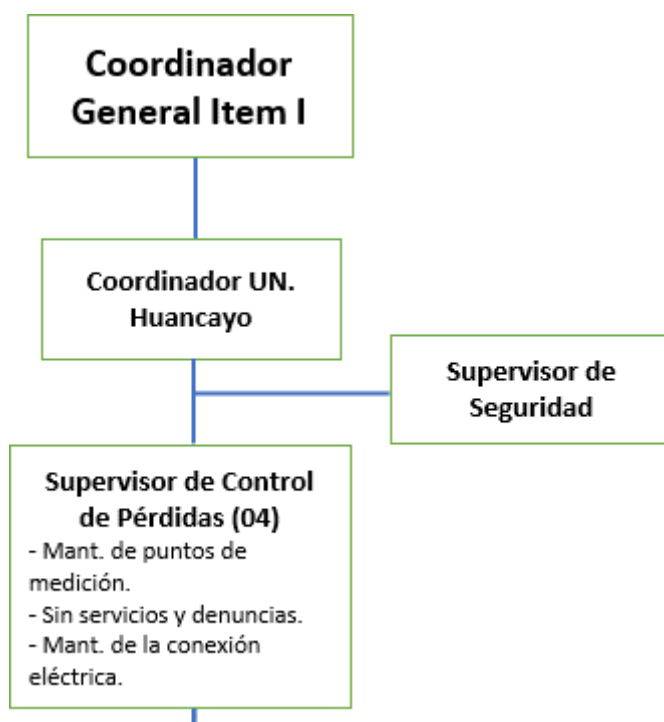 Coordinador
General Item I
Coordinador UN.
Huancayo
Supervisor de
Seguridad
Supervisor de Control
de Pérdidas (04)
- Mant. de puntos de
medición.
- Sin servicios y denuncias.
- Mant. de la conexión
eléctrica.